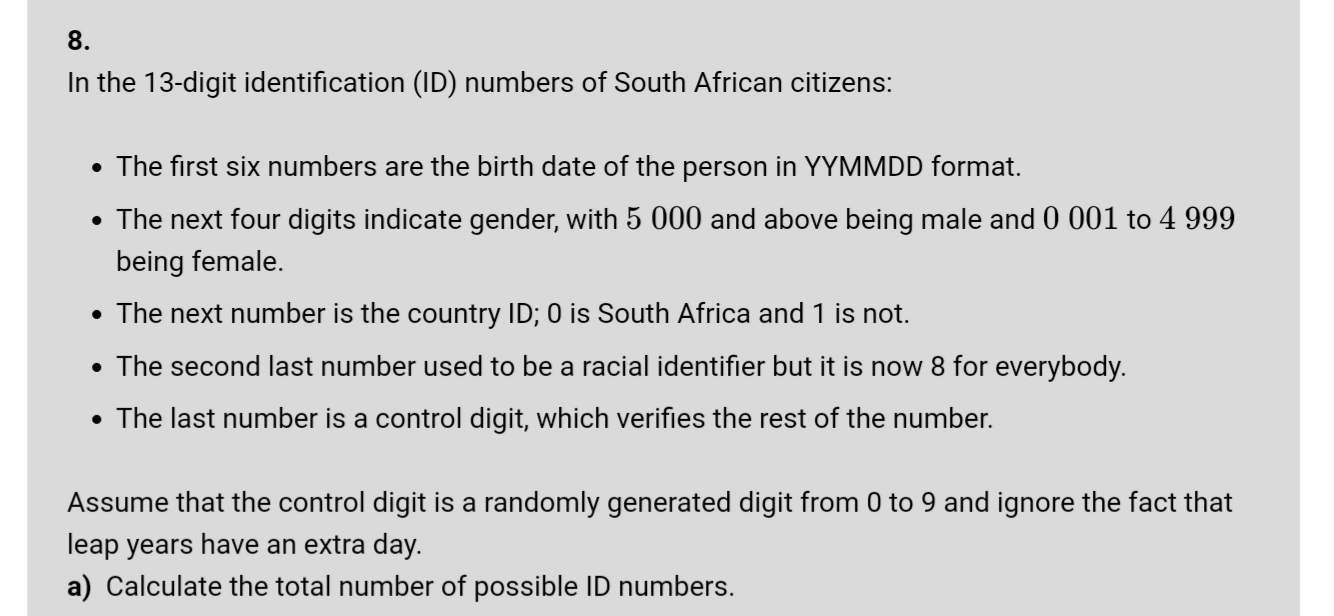 8.
In the 13-digit identification (ID) numbers of South African citizens:
• The first six numbers are the birth date of the person in YYMMDD format.
• The next four digits indicate gender, with 5 000 and above being male and 0 001 to 4 999
being female.
• The next number is the country ID; 0 is South Africa and 1 is not.
• The second last number used to be a racial identifier but it is now 8 for everybody.
• The last number is a control digit, which verifies the rest of the number.
Assume that the control digit is a randomly generated digit from 0 to 9 and ignore the fact that
leap years have an extra day.
a) Calculate the total number of possible ID numbers.